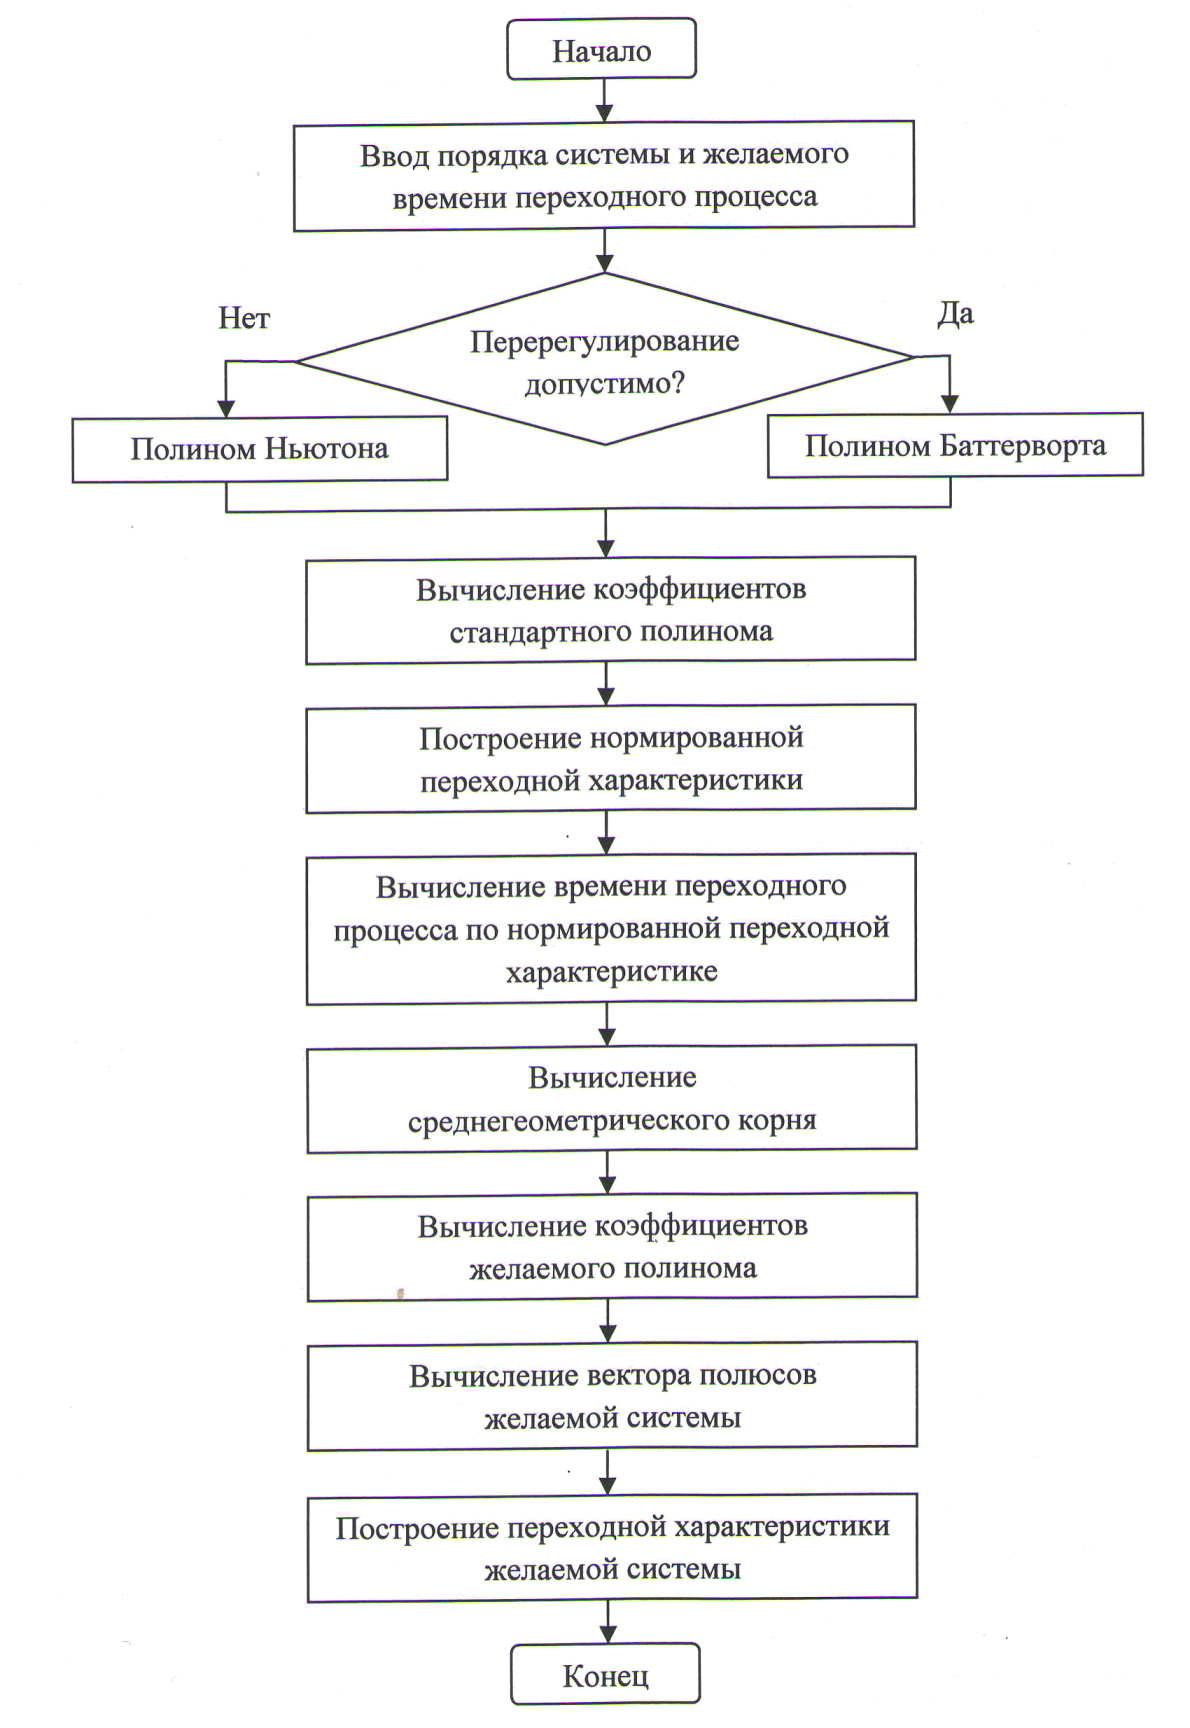 Начало
Ввод порядка системы и желаемого
времени переходного процесса
Нет
Да
Перерегулирование
допустимо?
Полином Ньютона
Полином Баттерворта
Вычисление коэффициентов
стандартного полинома
Построение нормированной
переходной характеристики
Вычисление времени переходного
процесса по нормированной переходной
характеристике
Вычисление
среднегеометрического корня
Вычисление коэффициентов
желаемого полинома
Вычисление вектора полюсов
желаемой системы
Построение переходной характеристики
желаемой системы
Конец